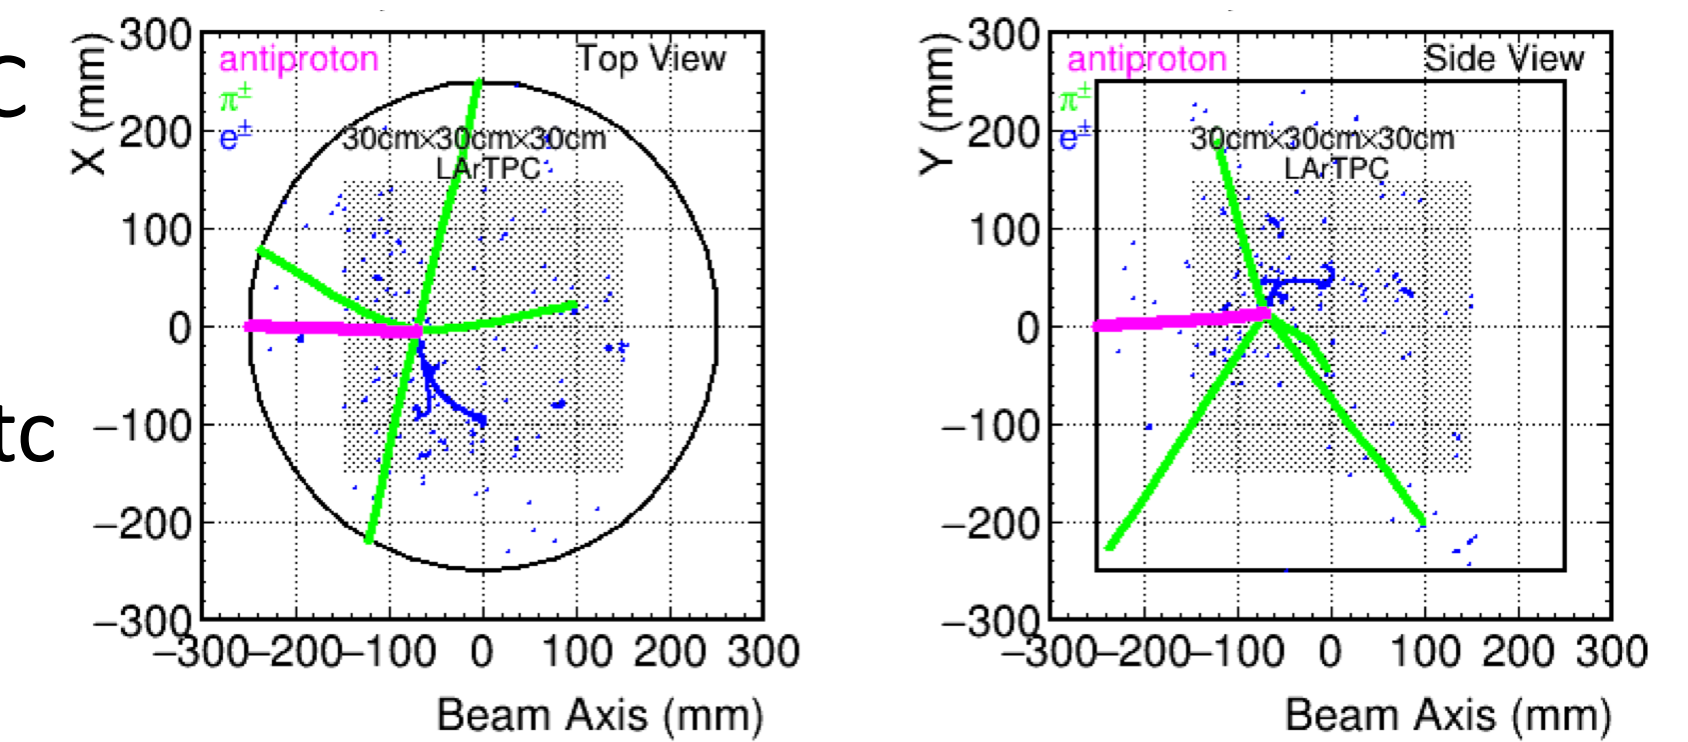 C
tc
300
200
100
0
−100
−200
−300
X (mm)
antiproton
π±
e±
Top View
30cm×30cm×30cm
LArTPC
−300 −200 −100 0 100 200 300
Beam Axis (mm)
300
200
100
0
−100
−200
−300
Y (mm)
antiproton
π±
e±
Side View
30cm×30cm×30cm
LArTPC
−300 −200 −100 0 100 200 300
Beam Axis (mm)